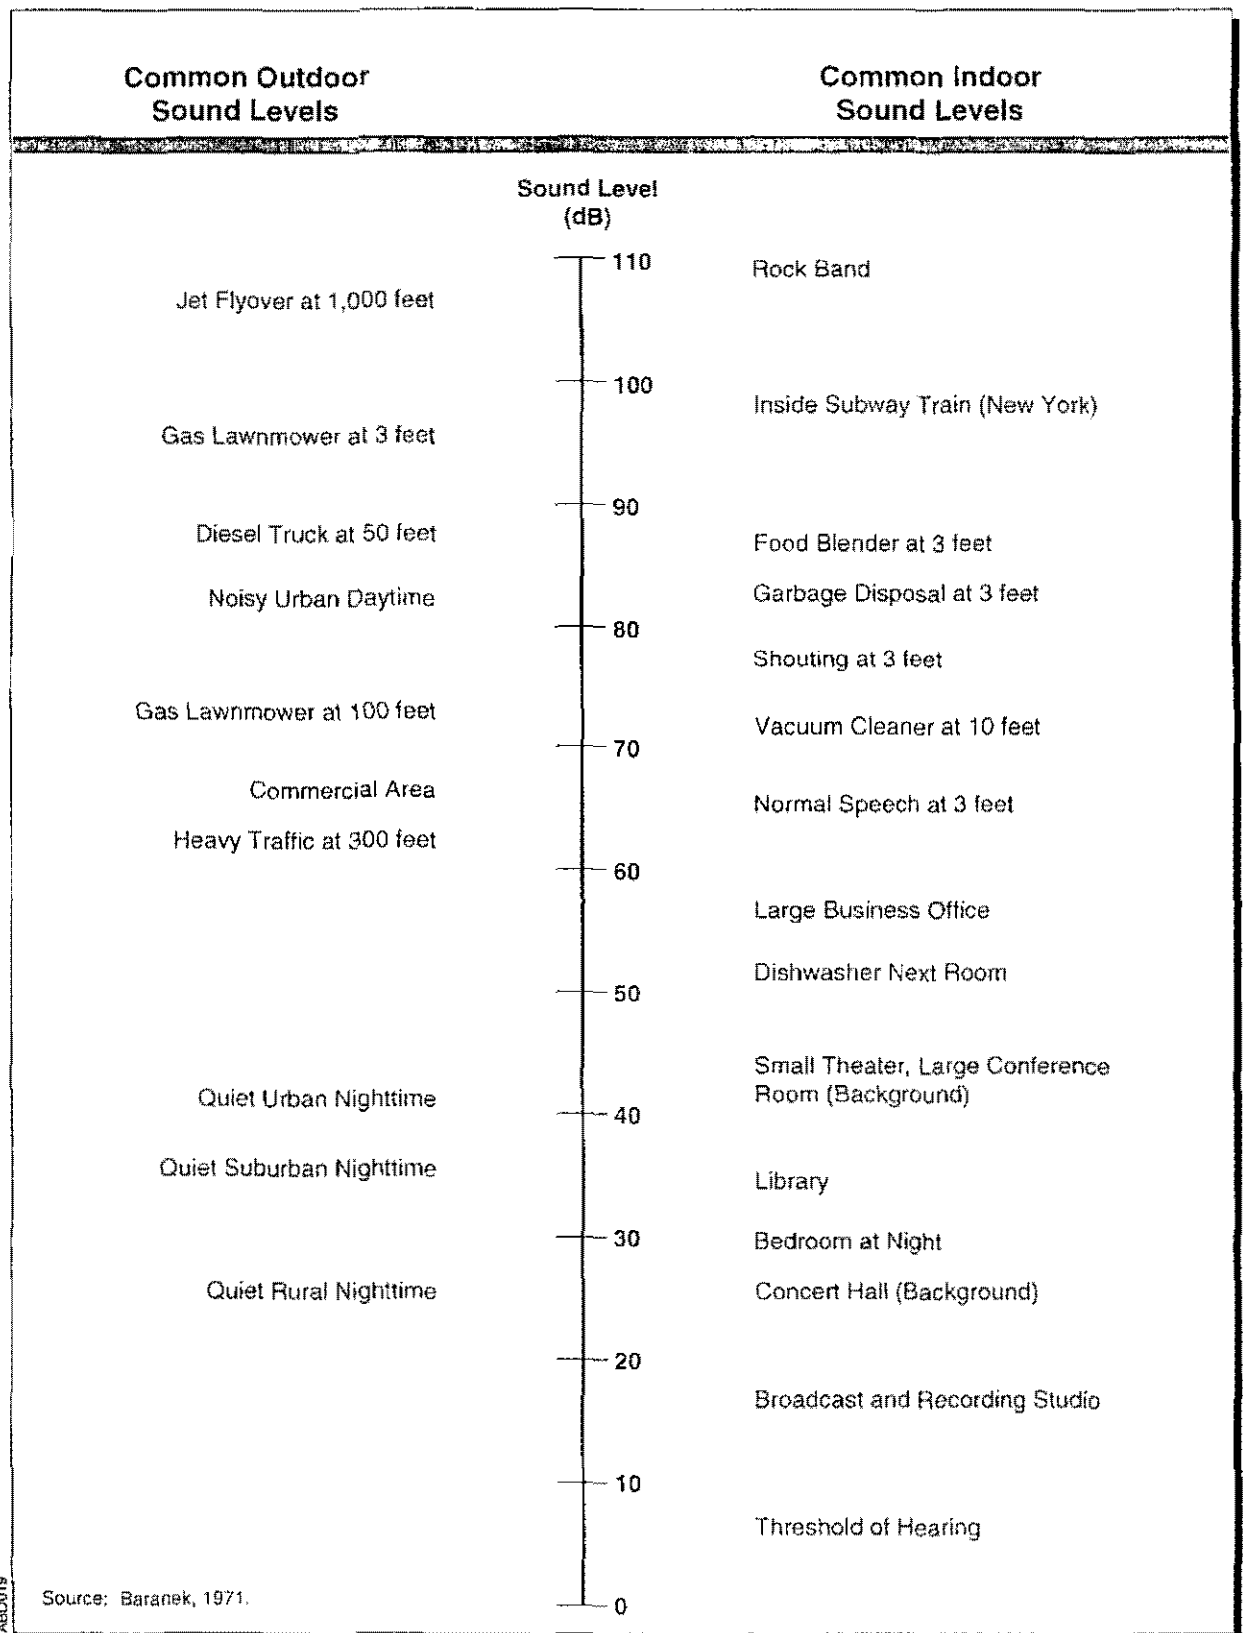 Common Outdoor
Sound Levels
Common Indoor
Sound Levels
Sound Level
(dB)
110
Rock Band
Jet Flyover at 1,000 feet
100
Inside Subway Train (New York)
Gas Lawnmower at 3 feet
90
Diesel Truck at 50 feet
Food Blender at 3 feet
Noisy Urban Daytime
Garbage Disposal at 3 feet
80
Shouting at 3 feet
Gas Lawnmower at 100 feet
Vacuum Cleaner at 10 feet
70
Commercial Area
Normal Speech at 3 feet
Heavy Traffic at 300 feet
60
Large Business Office
Dishwasher Next Room
50
Small Theater, Large Conference
Room (Background)
Quiet Urban Nighttime
40
Quiet Suburban Nighttime
Library
30
Bedroom at Night
Quiet Rural Nighttime
Concert Hall (Background)
20
Broadcast and Recording Studio
10
Threshold of Hearing
Source: Baranek, 1971.
0